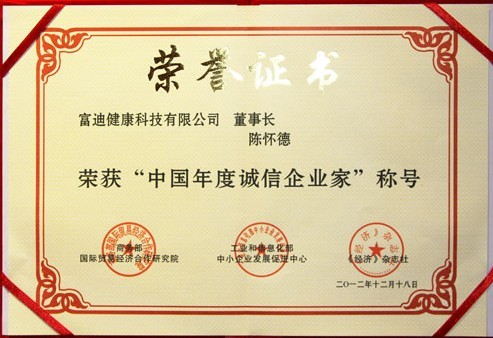 荣誉证书
富迪健康科技有限公司 董事长
陈怀德
荣获“中国年度诚信企业家”称号
商务部
国际贸易经济合作研究院
工业和信息化部
中小企业发展促进中心
《经济》杂志社
二〇一二年十二月十八日